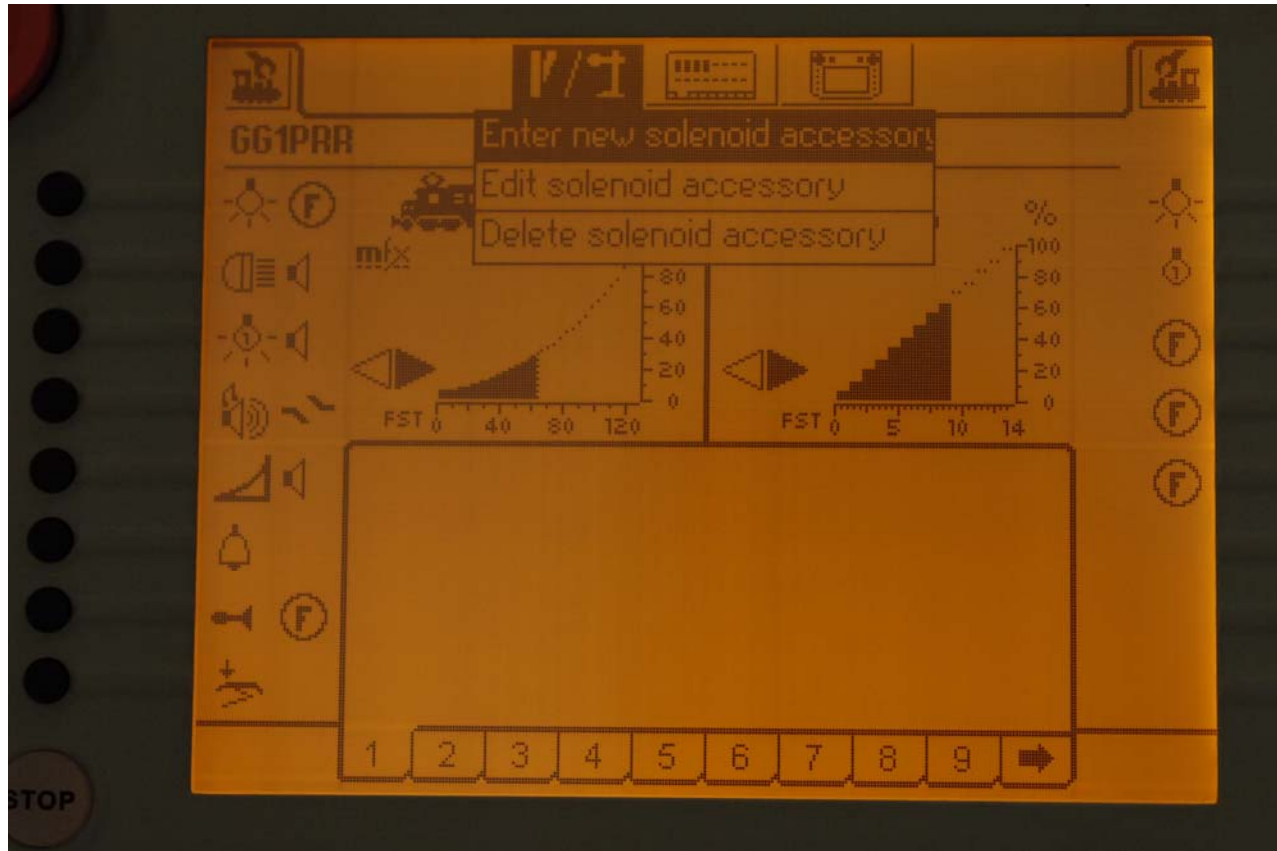 GG1PRR
Enter new solenoid accessory
Edit solenoid accessory
Delete solenoid accessory
mfx
80
60
40
20
0
FST 0 40 80 120
%
100
80
60
40
20
0
FST 0 5 10 14
F
1
F
1
F
F
F
1 2 3 4 5 6 7 8 9
STOP